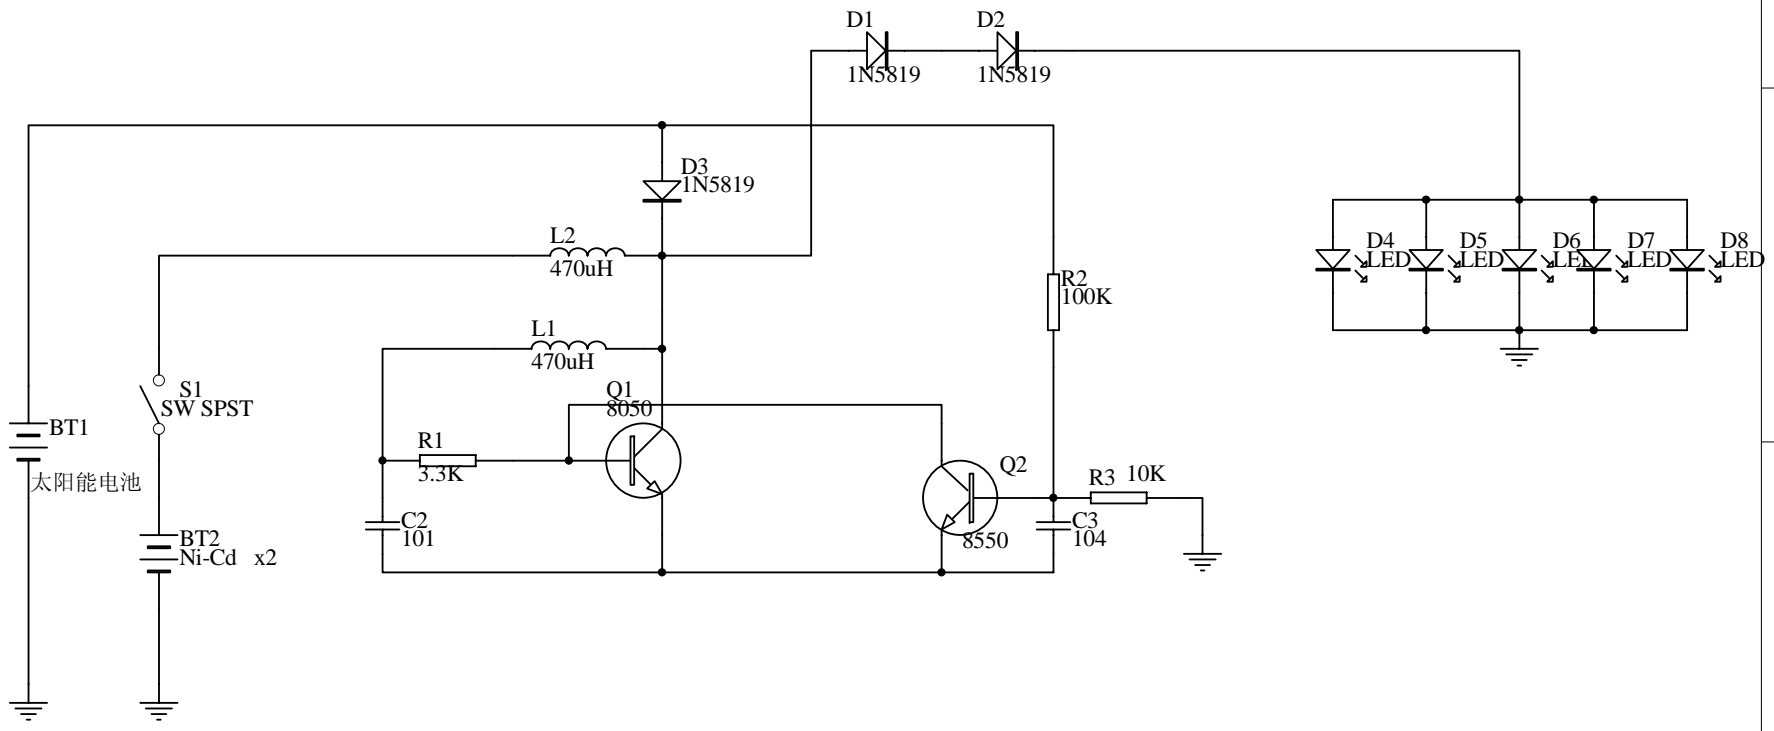 D1
1N5819
D2
1N5819
D3
1N5819
L2
470uH
R2
100K
D4
LED
D5
LED
D6
LED
D7
LED
D8
LED
L1
470uH
S1
SW SPST
Q1
8050
BT1
太阳能电池
R1
3.3K
Q2
8550
R3 10K
C2
101
C3
104
BT2
Ni-Cd x2